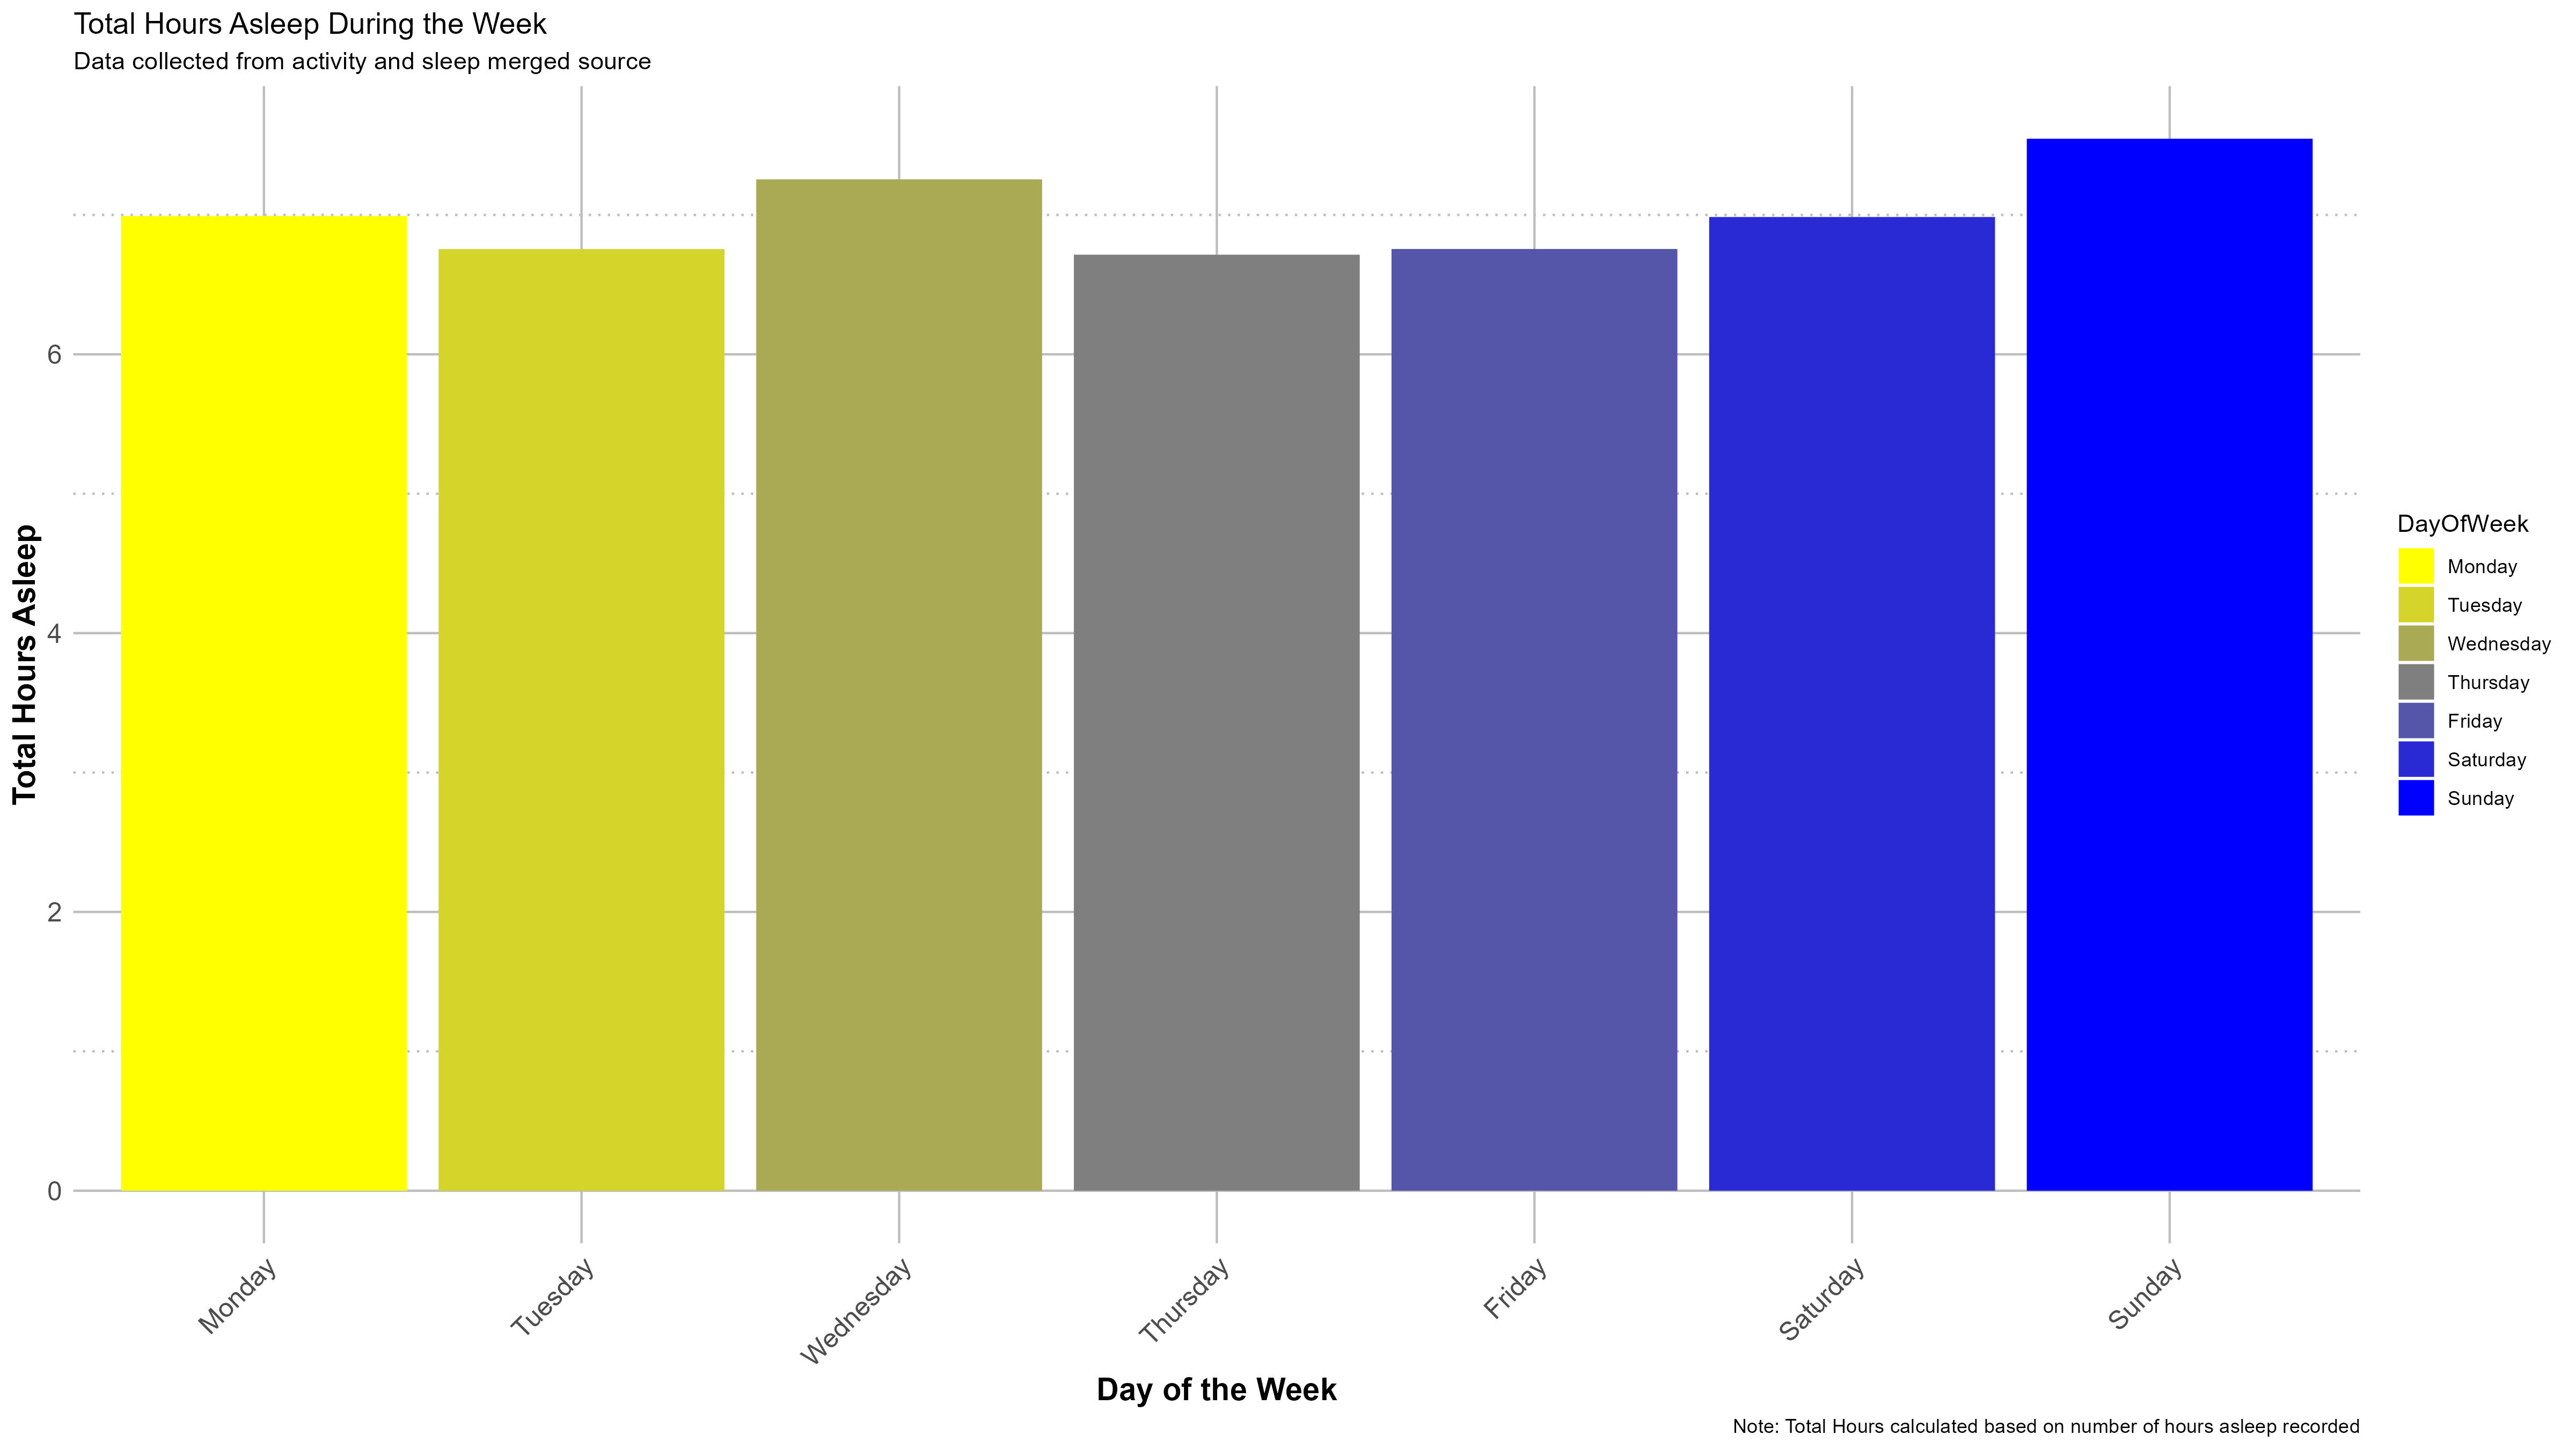 Total Hours Asleep During the Week
Data collected from activity and sleep merged source
Total Hours Asleep
6
4
2
0
Monday
Tuesday
Wednesday
Thursday
Friday
Saturday
Sunday
Day of the Week
DayOfWeek
Monday
Tuesday
Wednesday
Thursday
Friday
Saturday
Sunday
Note: Total Hours calculated based on number of hours asleep recorded